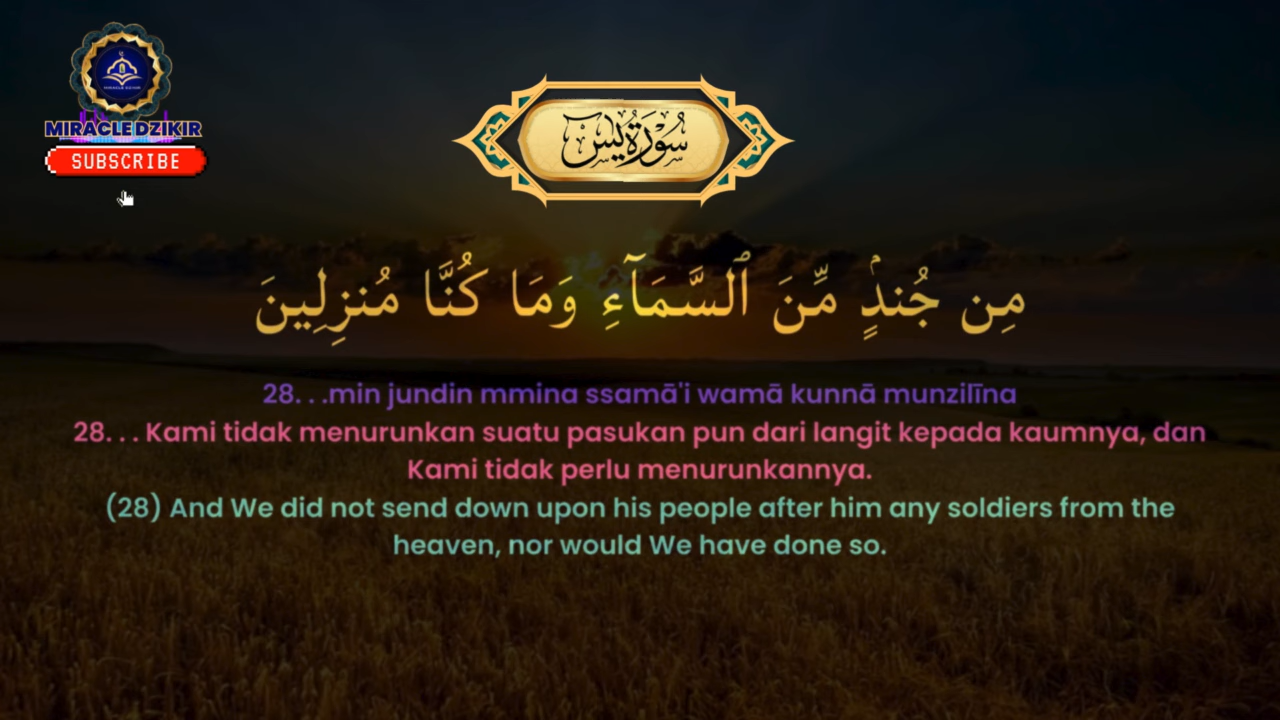 MIRACLE DZIKIR
SUBSCRIBE
سورة يس
مِن جُندٍۢ مِّنَ ٱلسَّمَآءِ وَمَا كُنَّا مُنزِلِينَ
28. . .min jundin mmina ssamā'i wamā kunnā munzilīna
28. . . Kami tidak menurunkan suatu pasukan pun dari langit kepada kaumnya, dan
Kami tidak perlu menurunkannya.
(28) And We did not send down upon his people after him any soldiers from the
heaven, nor would We have done so.